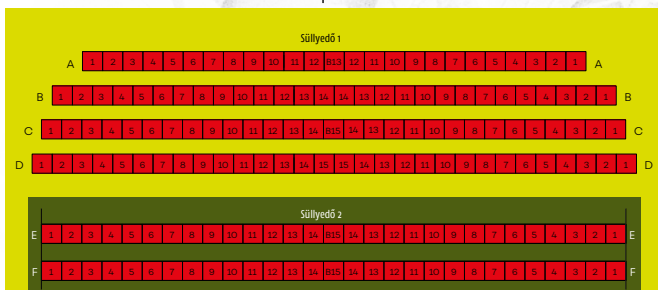 Süllyedő 1
A 1 2 3 4 5 6 7 8 9 10 11 12 B13 12 11 10 9 8 7 6 5 4 3 2 1 A
B 1 2 3 4 5 6 7 8 9 10 11 12 13 14 14 13 12 11 10 9 8 7 6 5 4 3 2 1 B
C 1 2 3 4 5 6 7 8 9 10 11 12 13 14 B15 14 13 12 11 10 9 8 7 6 5 4 3 2 1 C
D 1 2 3 4 5 6 7 8 9 10 11 12 13 14 15 15 14 13 12 11 10 9 8 7 6 5 4 3 2 1 D
Süllyedő 2
E 1 2 3 4 5 6 7 8 9 10 11 12 13 14 B15 14 13 12 11 10 9 8 7 6 5 4 3 2 1 E
F 1 2 3 4 5 6 7 8 9 10 11 12 13 14 B15 14 13 12 11 10 9 8 7 6 5 4 3 2 1 F